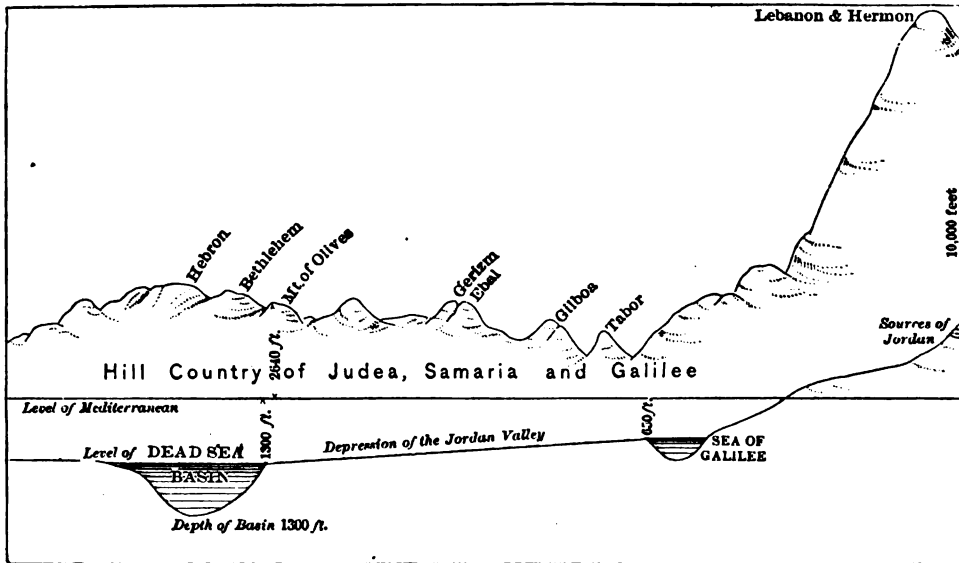 Lebanon & Hermon
10,000 feet
Hebron
Bethlehem
Mt. of Olives
Gerizm
Ebal
Gilboa
Tabor
Sources of
Jordan
2640 ft.
Hill Country of Judea, Samaria and Galilee
Level of Mediterranean
1300 ft.
650 ft.
Depression of the Jordan Valley
SEA OF
GALILEE
Level of DEAD SEA
BASIN
Depth of Basin 1300 ft.